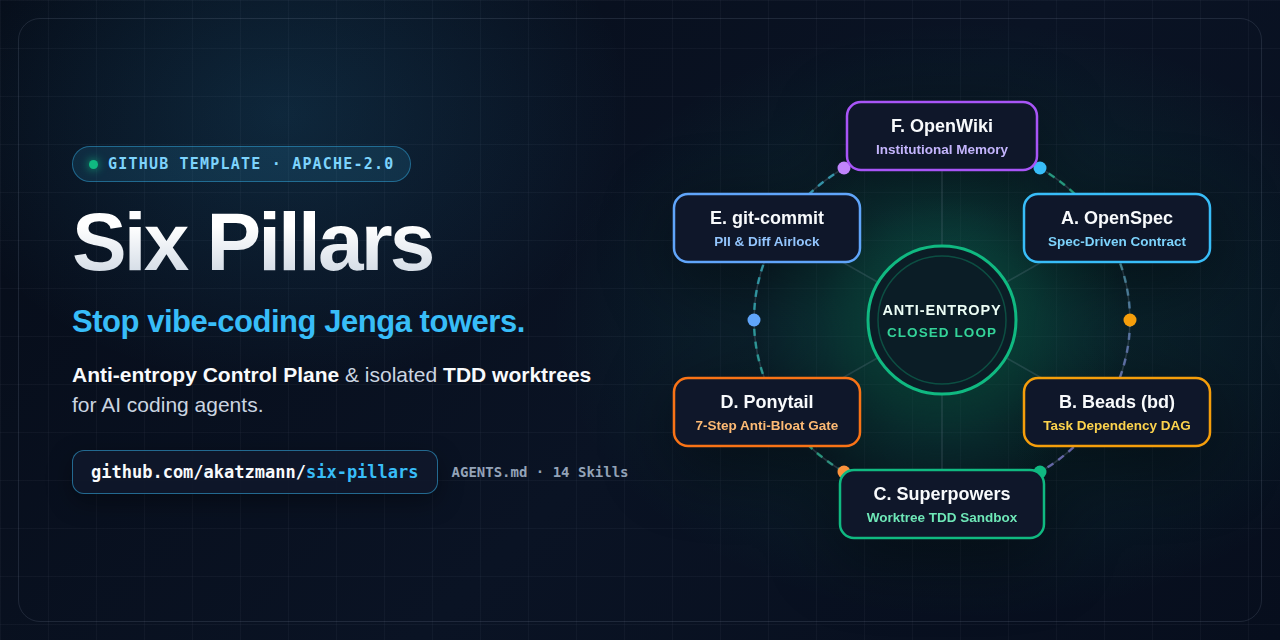 GITHUB TEMPLATE · APACHE-2.0
Six Pillars
Stop vibe-coding Jenga towers.
Anti-entropy Control Plane & isolated TDD worktrees
for AI coding agents.
github.com/akatzmann/six-pillars
AGENTS.md · 14 Skills
F. OpenWiki
Institutional Memory
E. git-commit
PII & Diff Airlock
A. OpenSpec
Spec-Driven Contract
ANTI-ENTROPY
CLOSED LOOP
D. Ponytail
7-Step Anti-Bloat Gate
B. Beads (bd)
Task Dependency DAG
C. Superpowers
Worktree TDD Sandbox